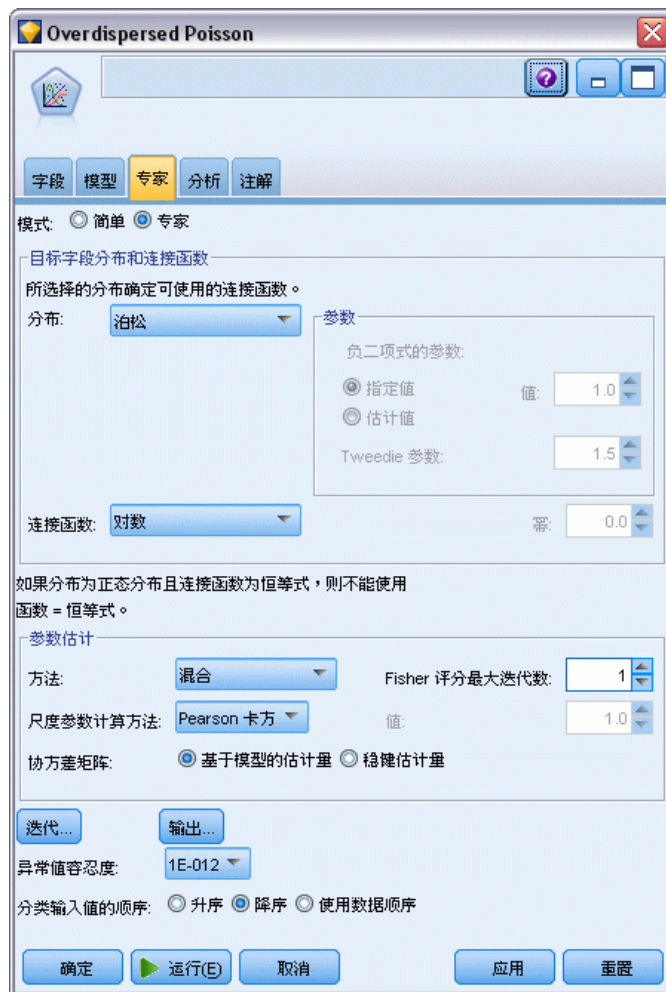 Overdispersed Poisson
字段 模型 专家 分析 注解
模式: 简单 专家
目标字段分布和连接函数
所选择的分布确定可使用的连接函数。
分布: 泊松
参数
负二项式的参数:
指定值 值: 1.0
估计值
Tweedie 参数: 1.5
连接函数: 对数 幂: 0.0
如果分布为正态分布且连接函数为恒等式，则不能使用
函数 = 恒等式。
参数估计
方法: 混合 Fisher 评分最大迭代数: 1
尺度参数计算方法: Pearson 卡方 值: 1.0
协方差矩阵: 基于模型的估计量 稳键估计量
迭代... 输出...
异常值容忍度: 1E-012
分类输入值的顺序: 升序 降序 使用数据顺序
确定 运行(E) 取消 应用 重置